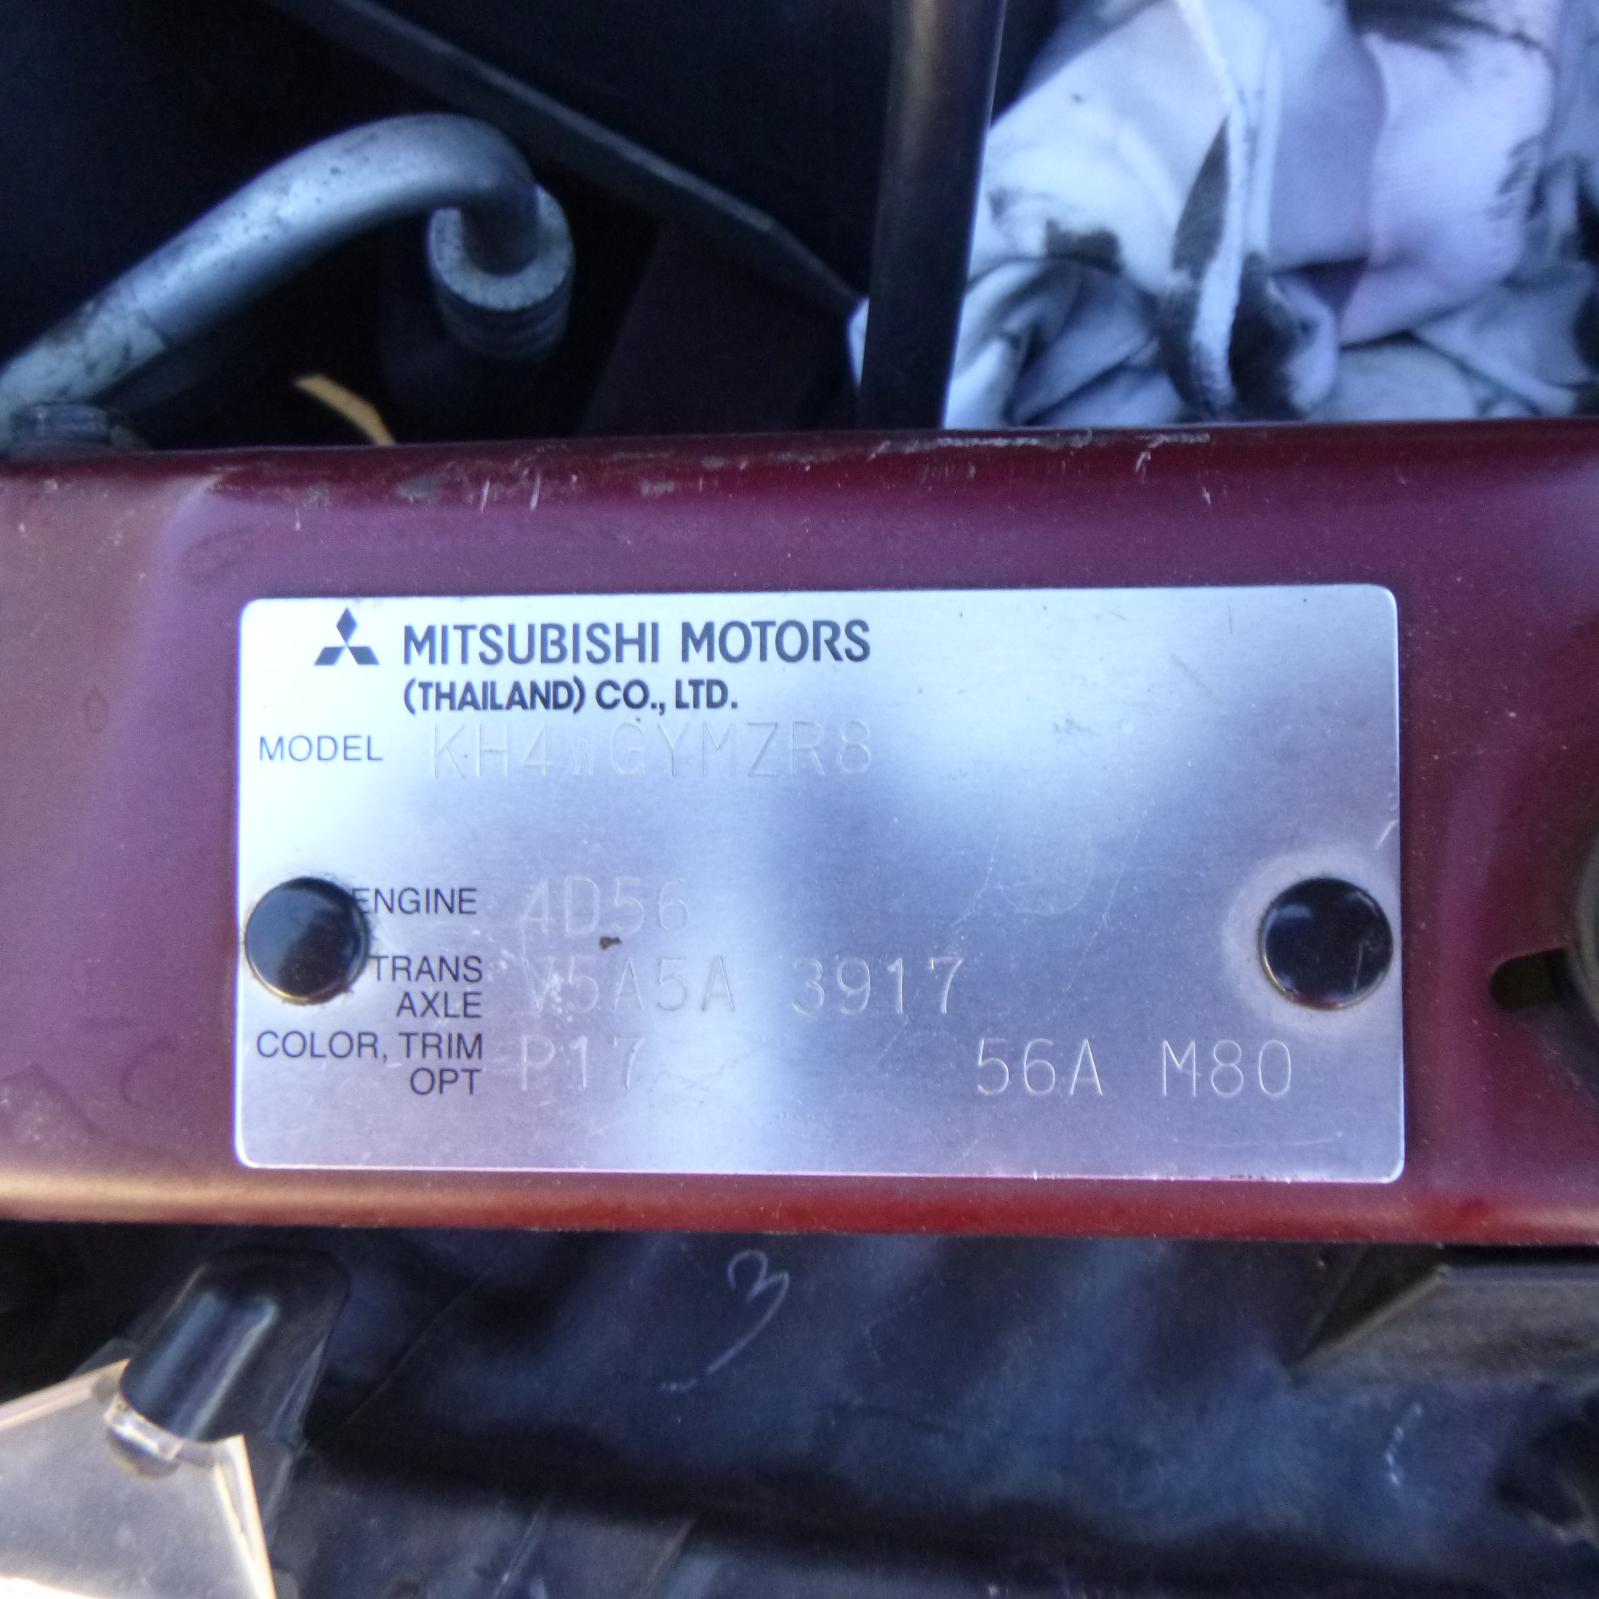 MITSUBISHI MOTORS
(THAILAND) CO., LTD.
MODEL KH4WGYMZR8
ENGINE 4D56
TRANS AXLE V5A5A 3917
COLOR, TRIM OPT P17 56A M80
3